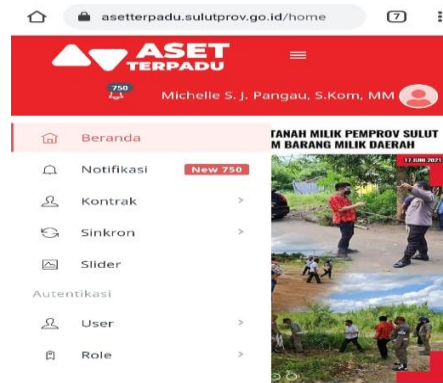 asetterpadu.sulutprov.go.id/home
7
ASET
TERPADU
750
Michelle S. J. Pangau, S.Kom, MM
Beranda
Notifikasi
New 750
Kontrak
Sinkron
Slider
Autentikasi
User
Role
TANAH MILIK PEMPROV SULUT
M BARANG MILIK DAERAH
17 JUNI 2021